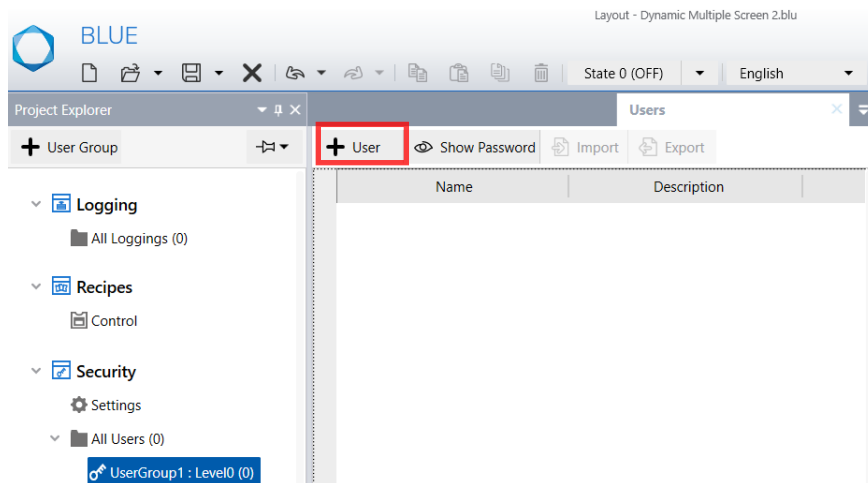 Layout - Dynamic Multiple Screen 2.blu
BLUE
State 0 (OFF)
English
Project Explorer
Users
User Group
User
Show Password
Import
Export
Name
Description
Logging
All Loggings (0)
Recipes
Control
Security
Settings
All Users (0)
UserGroup1 : Level0 (0)